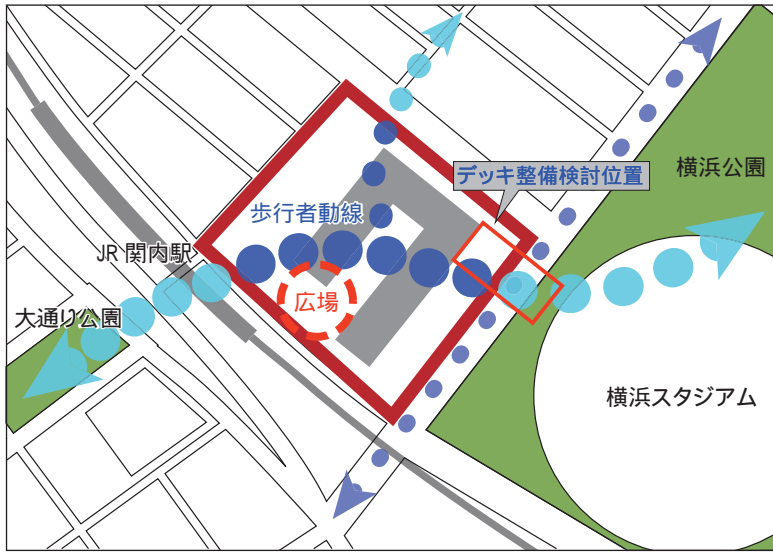 横浜公園
デッキ整備検討位置
歩行者動線
JR 関内駅
広場
大通り公園
横浜スタジアム